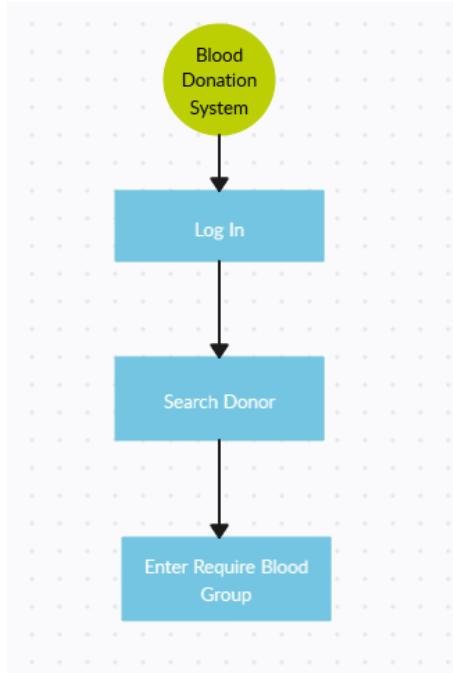 Blood
Donation
System
Log In
Search Donor
Enter Require Blood
Group